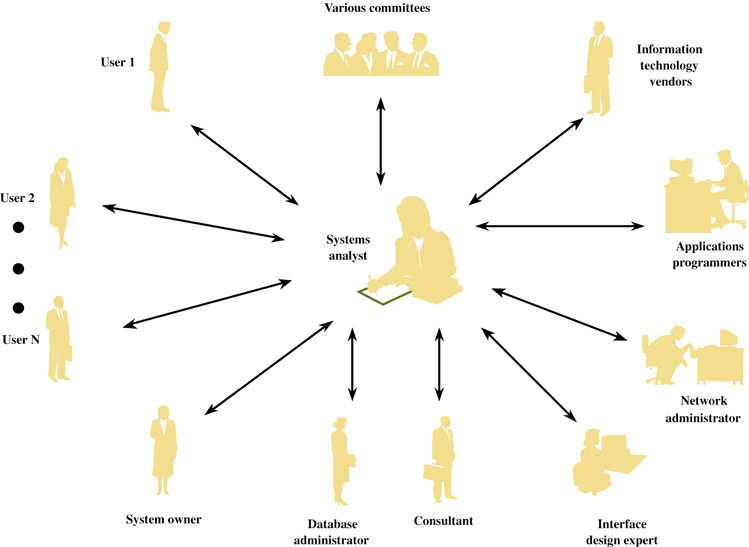 Various committees
User 1
Information
technology
vendors
User 2
Systems
analyst
Applications
programmers
User N
Network
administrator
System owner
Database
administrator
Consultant
Interface
design expert